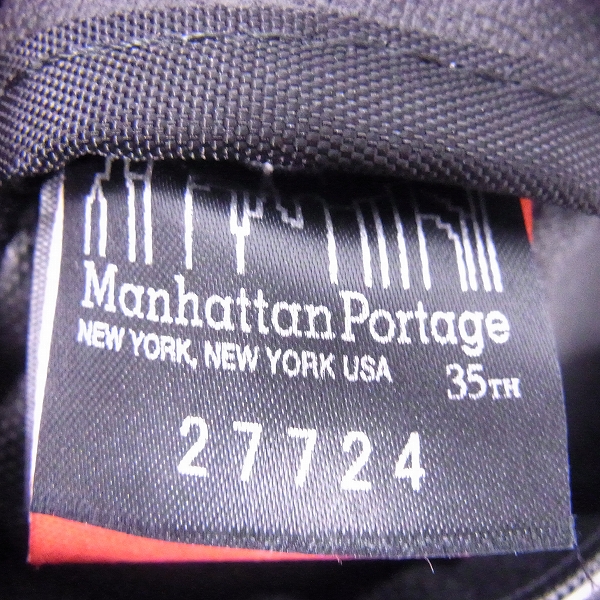 Manhattan Portage
NEW YORK, NEW YORK USA
35TH
27724